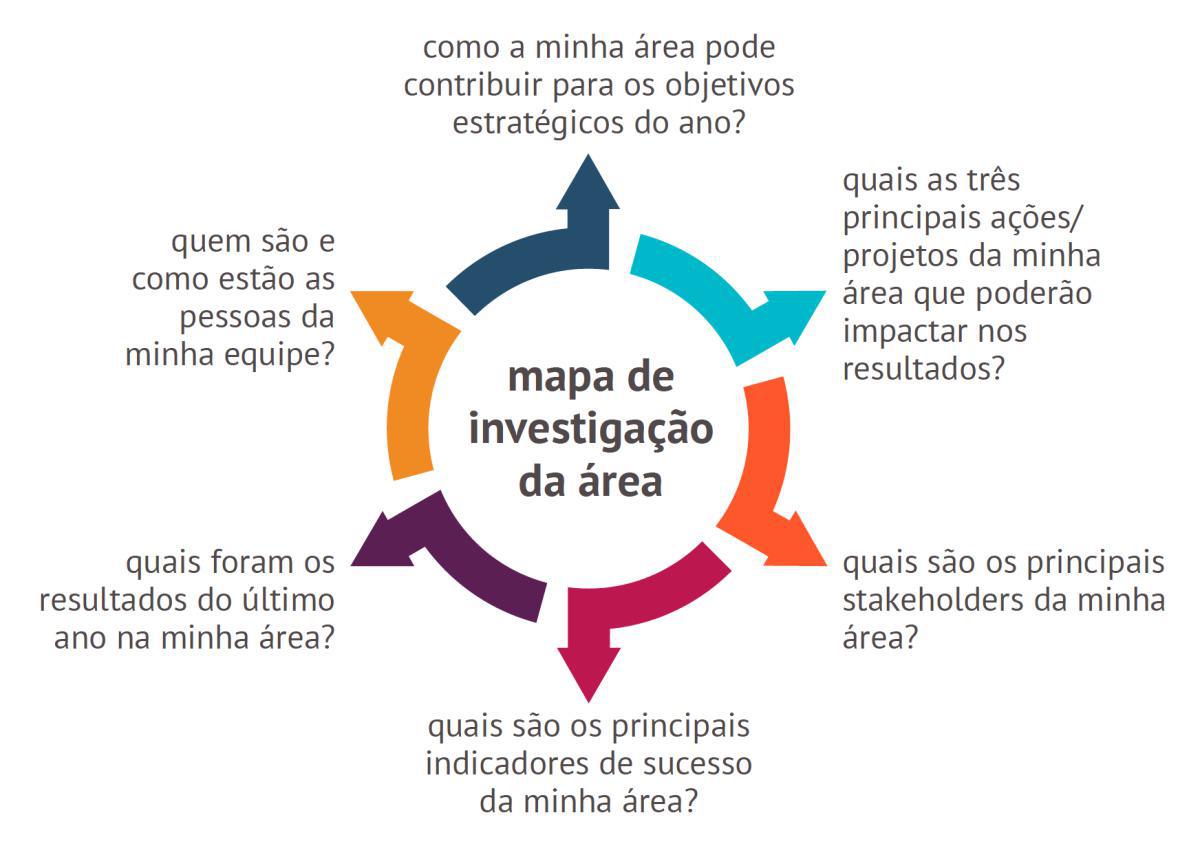 como a minha área pode
contribuir para os objetivos
estratégicos do ano?
quais as três
principais ações/
projetos da minha
área que poderão
impactar nos
resultados?
quem são e
como estão as
pessoas da
minha equipe?
mapa de
investigação
da área
quais foram os
resultados do último
ano na minha área?
quais são os principais
stakeholders da minha
área?
quais são os principais
indicadores de sucesso
da minha área?